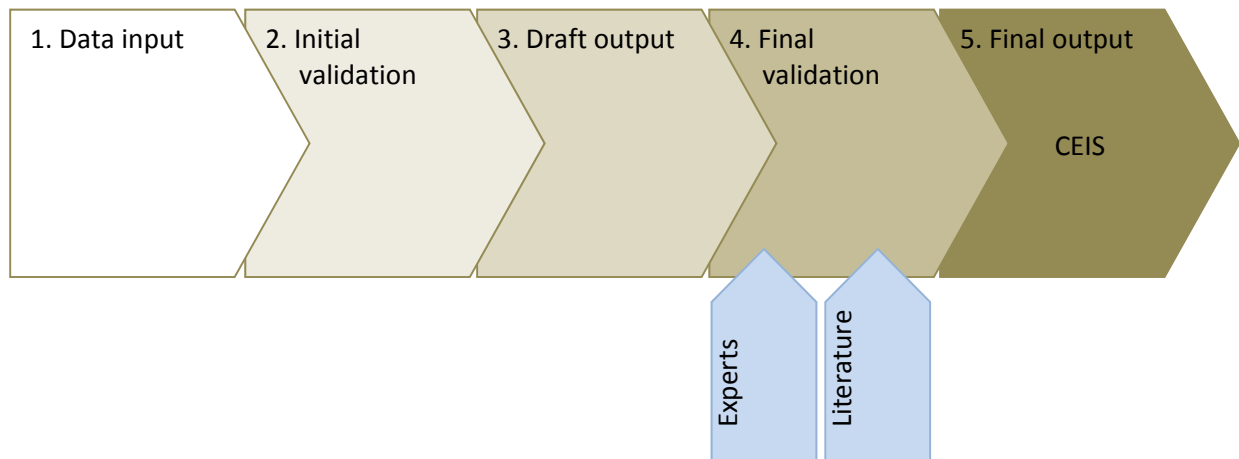 1. Data input
2. Initial
validation
3. Draft output
4. Final
validation
5. Final output
CEIS
Experts
Literature